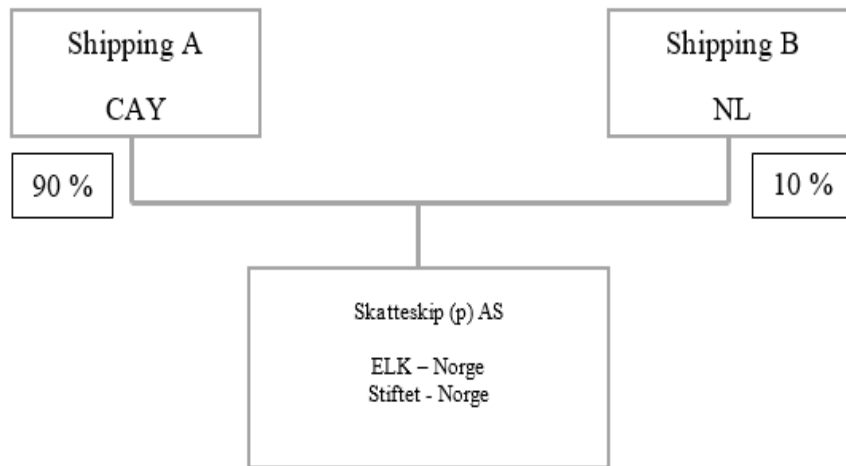 Shipping A
CAY
Shipping B
NL
90 %
10 %
Skatteskip (p) AS
ELK – Norge
Stiftet - Norge